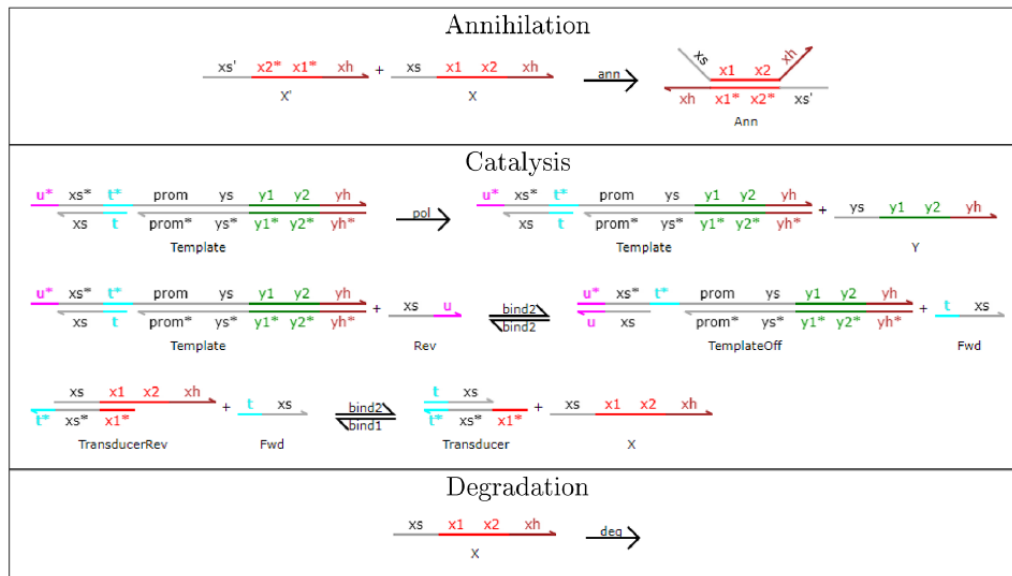 Annihilation
xs' x2* x1* xh + xs x1 x2 xh ann xs x1 x2 xh
X' X xh x1* x2* xs'
Ann
Catalysis
u* xs* t* prom ys y1 y2 yh pol u* xs* t* prom ys y1 y2 yh + ys y1 y2 yh
xs t prom* ys* y1* y2* yh* xs t prom* ys* y1* y2* yh*
Template Template Y
u* xs* t* prom ys y1 y2 yh + xs u bind2 u* xs* t* prom ys y1 y2 yh + t xs
xs t prom* ys* y1* y2* yh* bind2 u xs prom* ys* y1* y2* yh*
Template Rev TemplateOff Fwd
xs x1 x2 xh + t xs bind2 t xs + xs x1 x2 xh
t* xs* x1* bind1 t* xs* x1*
TransducerRev Fwd Transducer X
Degradation
xs x1 x2 xh deg
X